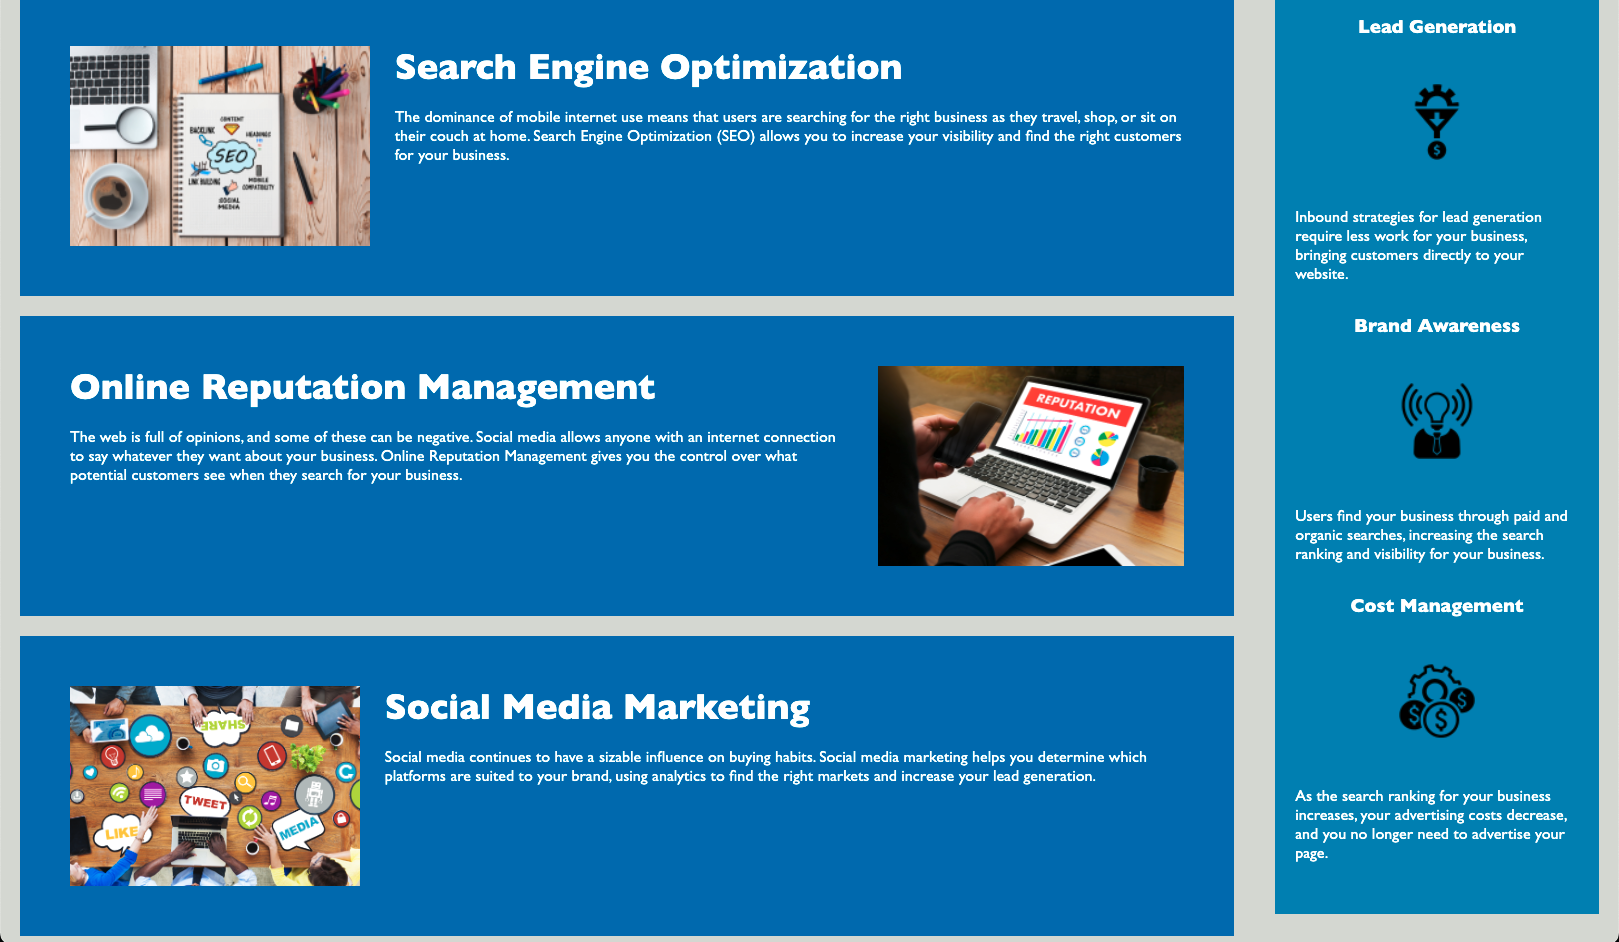 Search Engine Optimization
The dominance of mobile internet use means that users are searching for the right business as they travel, shop, or sit on
their couch at home. Search Engine Optimization (SEO) allows you to increase your visibility and find the right customers
for your business.
CONTENT
BACKLINK
HEADINGS
SEO
LINK BUILDING
MOBILE
COMPATIBILITY
SOCIAL
MEDIA
Online Reputation Management
The web is full of opinions, and some of these can be negative. Social media allows anyone with an internet connection
to say whatever they want about your business. Online Reputation Management gives you the control over what
potential customers see when they search for your business.
REPUTATION
Social Media Marketing
Social media continues to have a sizable influence on buying habits. Social media marketing helps you determine which
platforms are suited to your brand, using analytics to find the right markets and increase your lead generation.
SHARE
TWEET
LIKE
MEDIA
Lead Generation
$
Inbound strategies for lead generation
require less work for your business,
bringing customers directly to your
website.
Brand Awareness
Users find your business through paid and
organic searches, increasing the search
ranking and visibility for your business.
Cost Management
$ $ $
As the search ranking for your business
increases, your advertising costs decrease,
and you no longer need to advertise your
page.